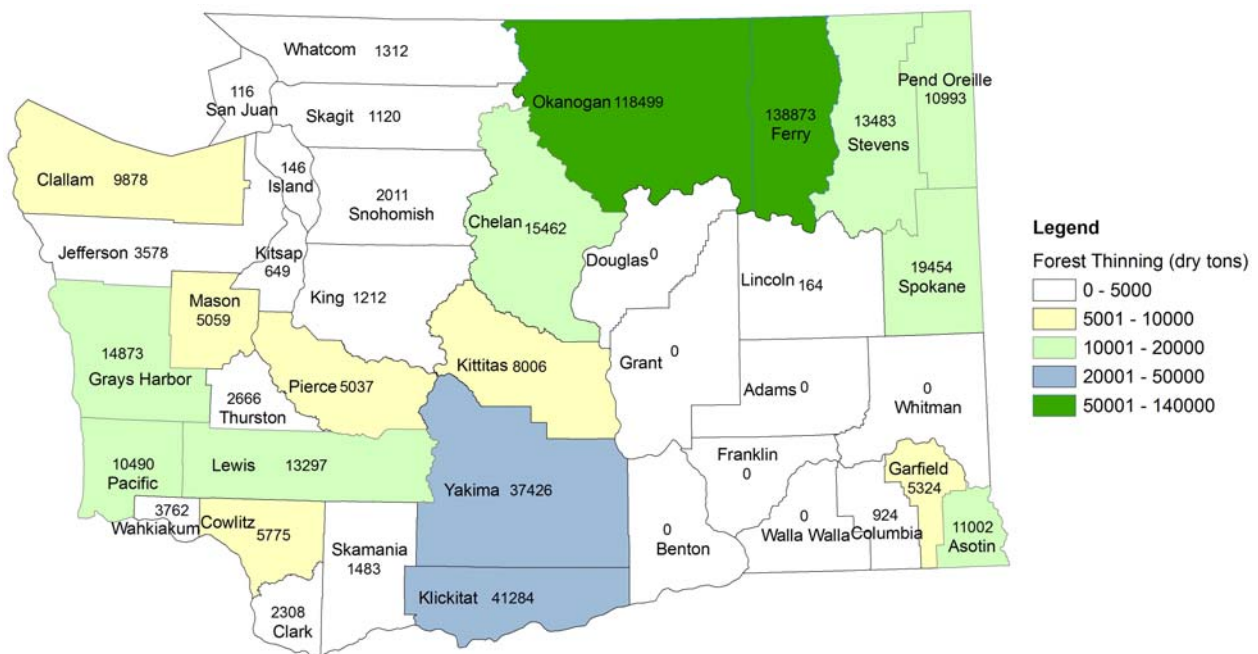 Whatcom 1312
116
San Juan
Skagit 1120
Okanogan 118499
138873
Ferry
13483
Stevens
Pend Oreille
10993
Clallam 9878
146
Island
2011
Snohomish
Chelan 15462
Jefferson 3578
Kitsap
649
Douglas 0
Lincoln 164
19454
Spokane
Mason
5059
King 1212
14873
Grays Harbor
Pierce 5037
Kittitas 8006
Grant 0
Adams 0
0
Whitman
2666
Thurston
10490
Pacific
Lewis 13297
Yakima 37426
Franklin
0
Garfield
5324
3762
Wahkiakum
Cowlitz
5775
Skamania
1483
0
Benton
0
Walla Walla
924
Columbia
11002
Asotin
2308
Clark
Klickitat 41284
Legend
Forest Thinning (dry tons)
0 - 5000
5001 - 10000
10001 - 20000
20001 - 50000
50001 - 140000